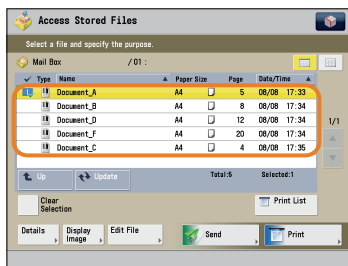 Access Stored Files
Select a file and specify the purpose.
Mail Box /01 :
Type Name Paper Size Page Date/Time
1 Document_A A4 5 08/08 17:33
Document_B A4 8 08/08 17:34
Document_D A4 12 08/08 17:34
Document_F A4 20 08/08 17:34
Document_C A4 4 08/08 17:35
1/1
Up Update Total:5 Selected:1
Clear Selection
Print List
Details Display Image Edit File Send Print